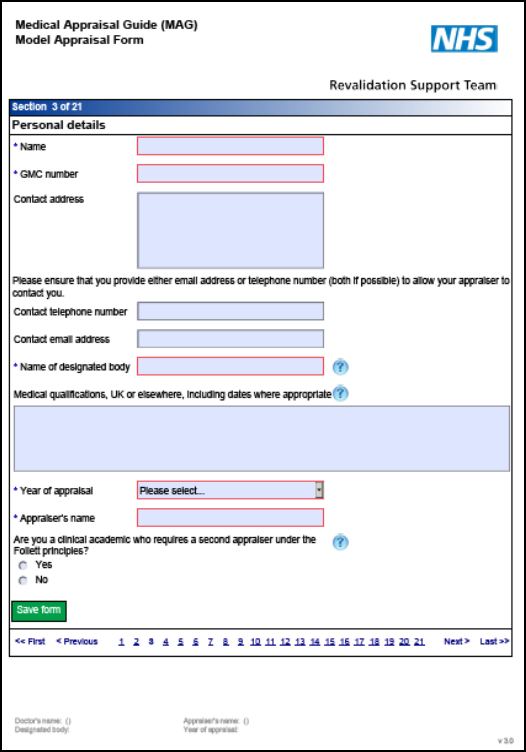 Medical Appraisal Guide (MAG)
Model Appraisal Form
NHS
Revalidation Support Team
Section 3 of 21
Personal details
* Name
* GMC number
Contact address
Please ensure that you provide either email address or telephone number (both if possible) to allow your appraiser to
contact you.
Contact telephone number
Contact email address
* Name of designated body ?
Medical qualifications, UK or elsewhere, including dates where appropriate ?
* Year of appraisal Please select...
* Appraiser's name
Are you a clinical academic who requires a second appraiser under the ?
Follett principles?
Yes
No
Save form
<< First < Previous 1 2 3 4 5 6 7 8 9 10 11 12 13 14 15 16 17 18 19 20 21 Next > Last >>
Doctor's name: () Appraiser's name: ()
Designated body: Year of appraisal:
v 3.0